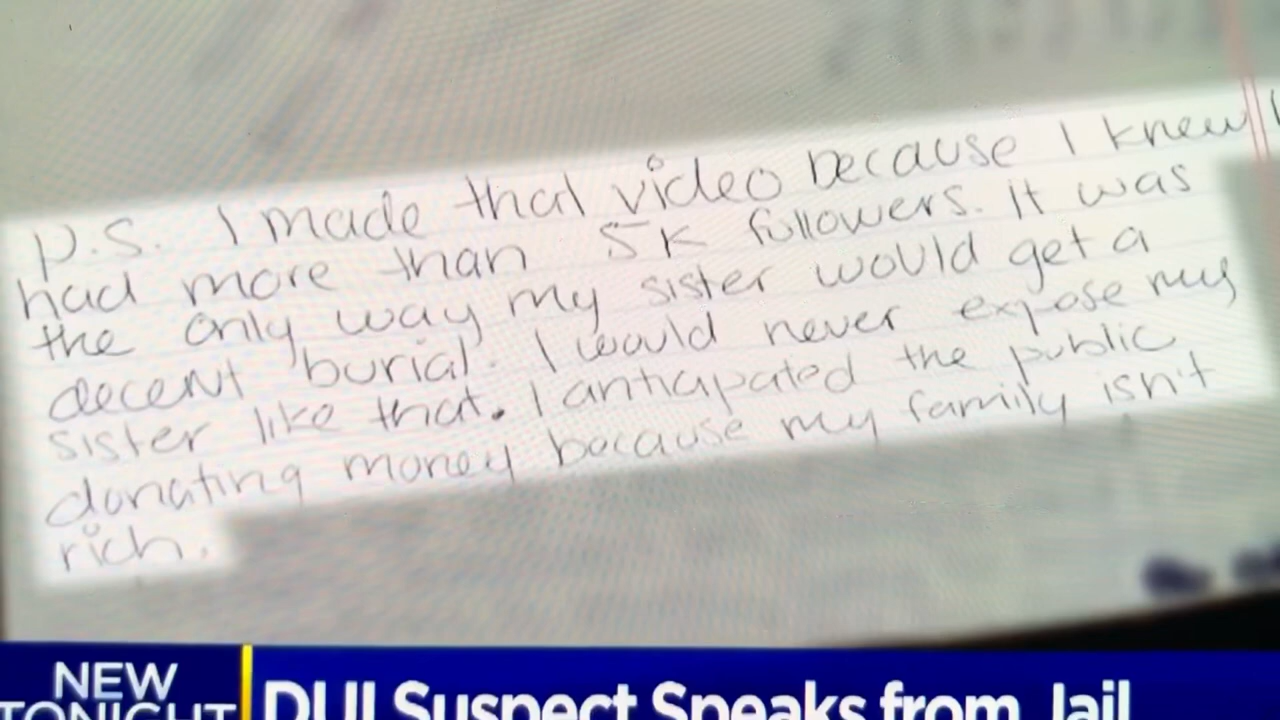 P.S. I made that video because I knew I
had more than 5K followers. It was
the only way my sister would get a
decent burial. I would never expose my
sister like that. I anticapated the public
donating money because my family isn't
rich.
NEW
TONIGHT
DUI Suspect Speaks from Jail